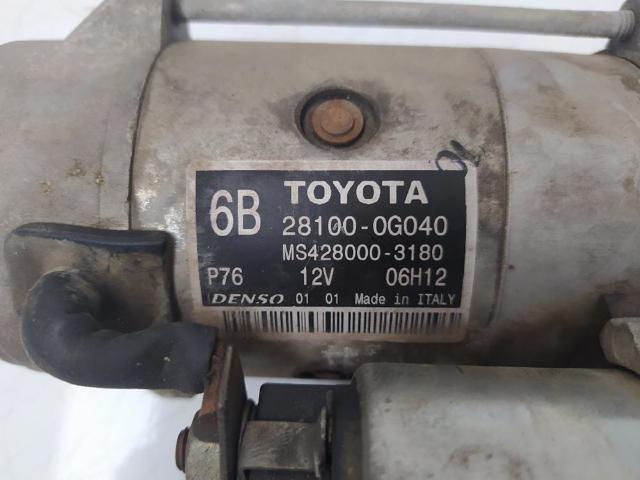 6B TOYOTA
28100-0G040
MS428000-3180
P76 12V 06H12
DENSO 01 01 Made in ITALY